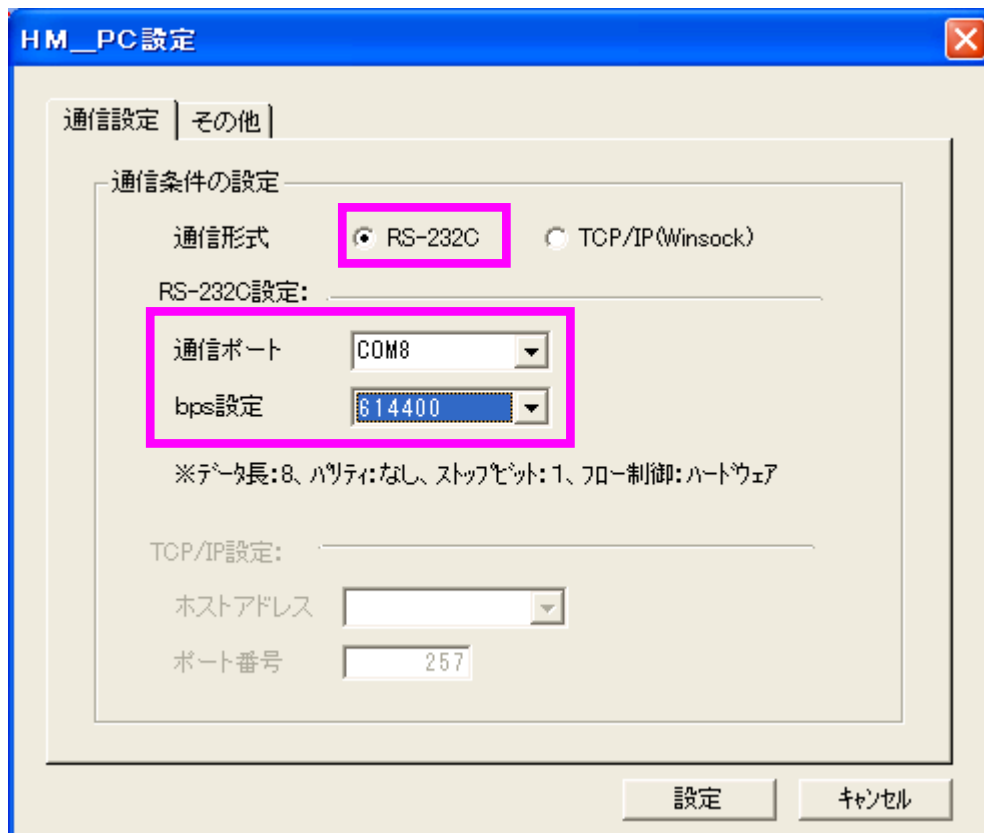 HM__PC設定
通信設定 その他
通信条件の設定
通信形式 RS-232C TCP/IP(Winsock)
RS-232C設定:
通信ポート COM8
bps設定 614400
※ﾃﾞｰﾀ長:8、ﾊﾟﾘﾃｨ:なし、ｽﾄｯﾌﾟﾋﾞｯﾄ:1、ﾌﾛｰ制御:ﾊｰﾄﾞｳｪｱ
TCP/IP設定:
ホストアドレス
ポート番号 257
設定 ｷｬﾝｾﾙ